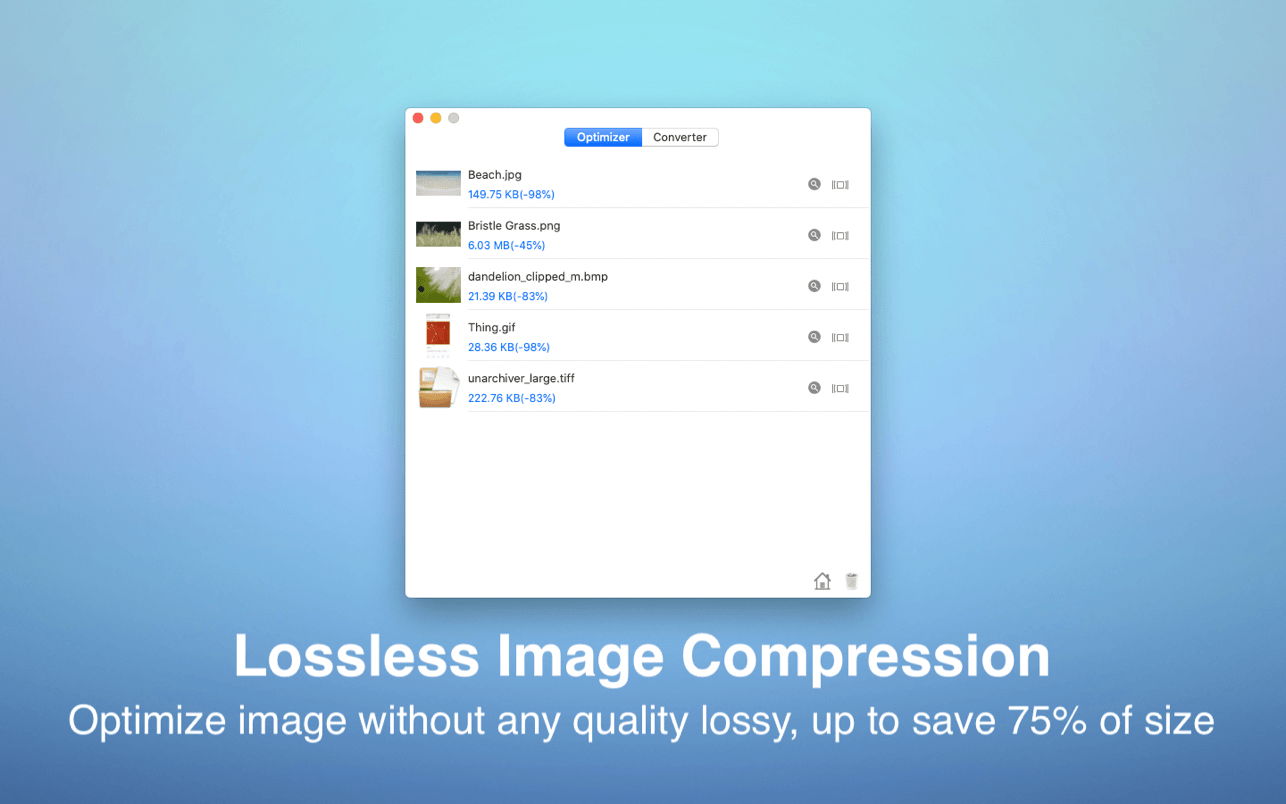 Optimizer Converter
Beach.jpg
149.75 KB(-98%)
Bristle Grass.png
6.03 MB(-45%)
dandelion_clipped_m.bmp
21.39 KB(-83%)
Thing.gif
28.36 KB(-98%)
unarchiver_large.tiff
222.76 KB(-83%)
Lossless Image Compression
Optimize image without any quality lossy, up to save 75% of size